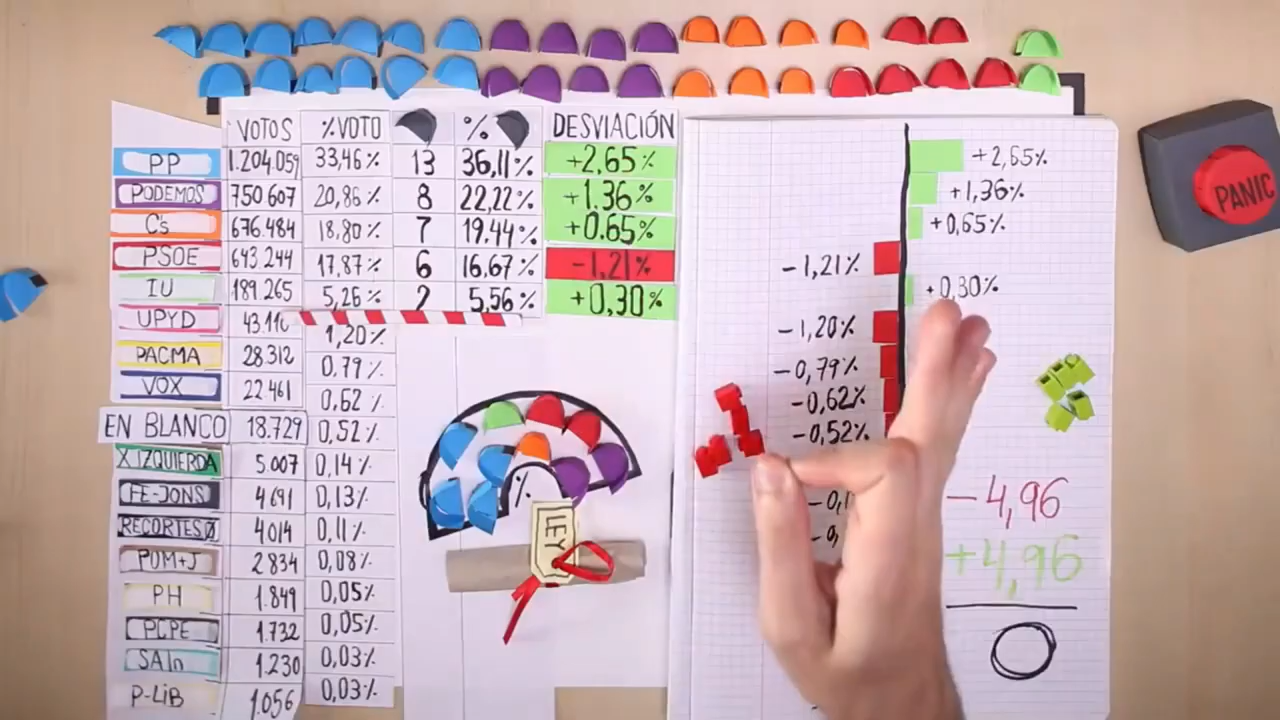 VOTOS %VOTO % DESVIACIÓN
PP 1.204.059 33,46% 13 36,11% +2,65%
PODEMOS 750.607 20,86% 8 22,22% +1.36%
C's 676.484 18,80% 7 19.44% +0.65%
PSOE 643.244 17,87% 6 16,67% -1,21%
IU 189.265 5,26% 2 5,56% +0,30%
UPYD 43.110 1,20%
PACMA 28.312 0.79%
VOX 22.461 0,62%
EN BLANCO 18.729 0,52%
X IZQUIERDA 5.007 0,14%
FE-JONS 4691 0,13%
RECORTES Ø 4014 0,11%
PUM+J 2834 0,08%
PH 1.849 0,05%
PCPE 1.732 0,05%
SAIn 1.230 0,03%
P-LiB 1.056 0,03%
%
LEY
+2,65%
+1,36%
+0,65%
-1,21%
+0,30%
-1,20%
-0,79%
-0,62%
-0,52%
-4,96
+4,96
0
PANIC